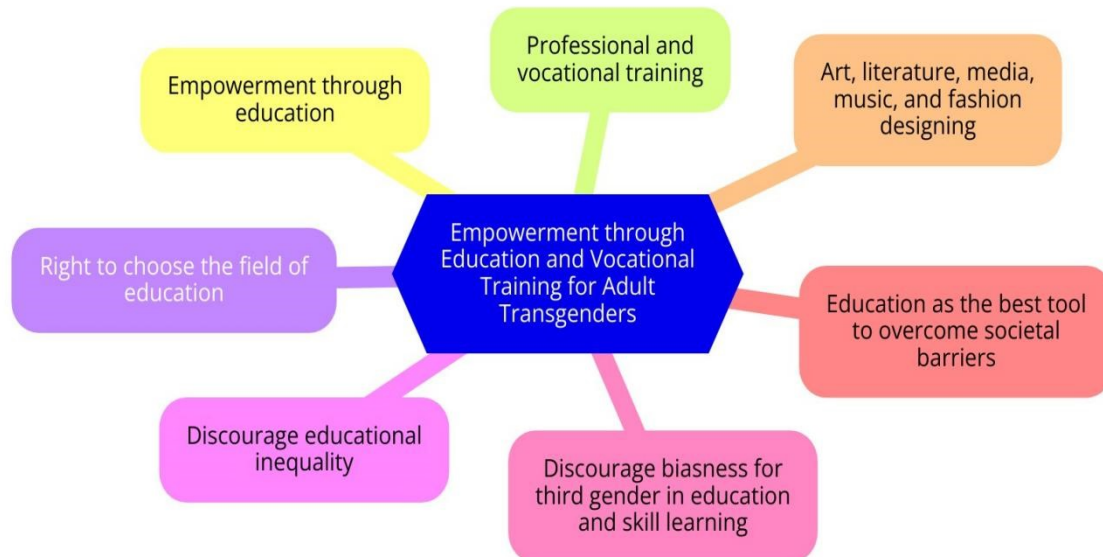 Professional and
vocational training
Empowerment through
education
Art, literature, media,
music, and fashion
designing
Empowerment through
Education and Vocational
Training for Adult
Transgenders
Right to choose the field of
education
Education as the best tool
to overcome societal
barriers
Discourage educational
inequality
Discourage biasness for
third gender in education
and skill learning